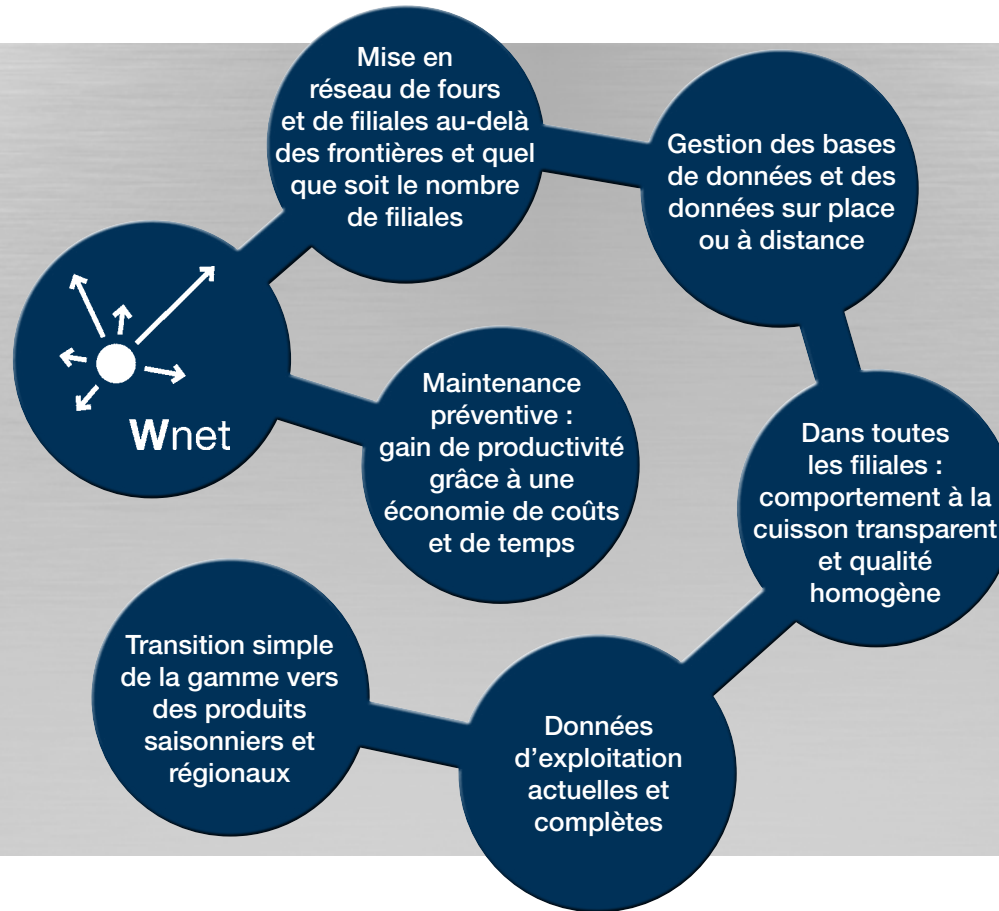 Mise en
réseau de fours
et de filiales au-delà
des frontières et quel
que soit le nombre
de filiales
Gestion des bases
de données et des
données sur place
ou à distance
Wnet
Maintenance
préventive :
gain de productivité
grâce à une
économie de coûts
et de temps
Dans toutes
les filiales :
comportement à la
cuisson transparent
et qualité
homogène
Transition simple
de la gamme vers
des produits
saisonniers et
régionaux
Données
d’exploitation
actuelles et
complètes